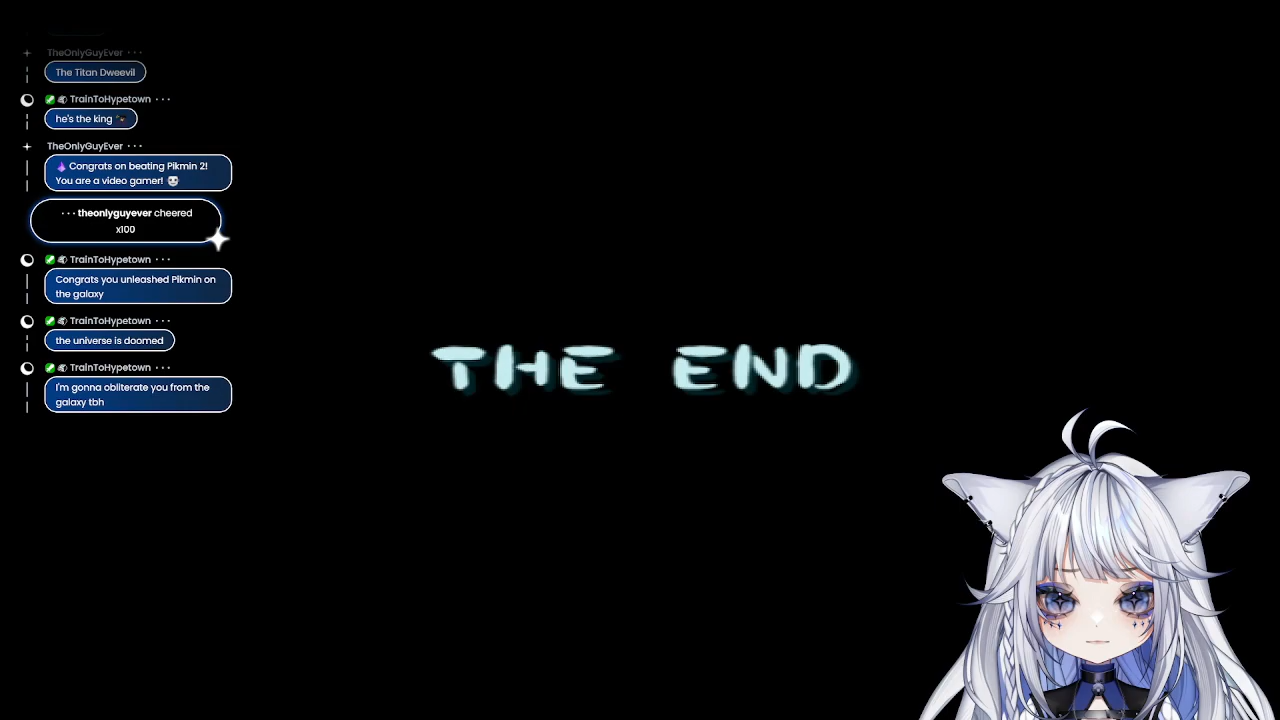 TheOnlyGuyEver
The Titan Dweevil
TrainToHypetown
he's the king
TheOnlyGuyEver
Congrats on beating Pikmin 2!
You are a video gamer!
theonlyguyever cheered
x100
TrainToHypetown
Congrats you unleashed Pikmin on
the galaxy
TrainToHypetown
the universe is doomed
TrainToHypetown
I'm gonna obliterate you from the
galaxy tbh
THE END